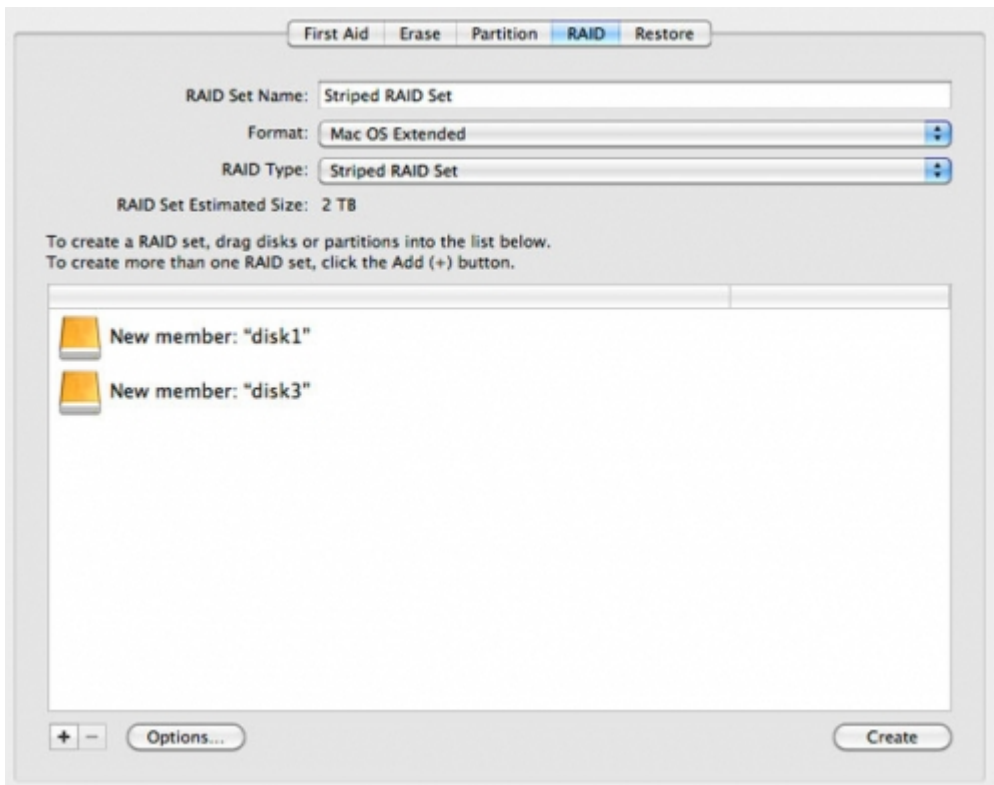 First Aid Erase Partition RAID Restore
RAID Set Name: Striped RAID Set
Format: Mac OS Extended
RAID Type: Striped RAID Set
RAID Set Estimated Size: 2 TB
To create a RAID set, drag disks or partitions into the list below.
To create more than one RAID set, click the Add (+) button.
New member: "disk1"
New member: "disk3"
+ − Options... Create